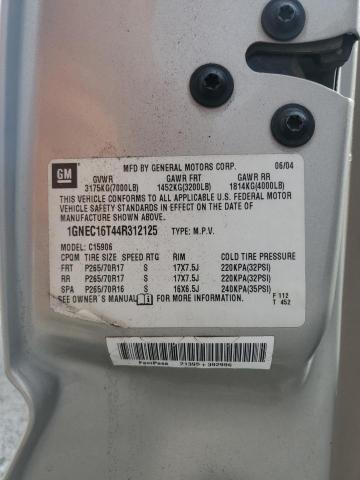 GM
MFD BY GENERAL MOTORS CORP. 06/04
GVWR GAWR FRT GAWR RR
3175KG(7000LB) 1452KG(3200LB) 1814KG(4000LB)
THIS VEHICLE CONFORMS TO ALL APPLICABLE U.S. FEDERAL MOTOR
VEHICLE SAFETY STANDARDS IN EFFECT ON THE DATE OF
MANUFACTURE SHOWN ABOVE.
1GNEC16T44R312125 TYPE: M.P.V.
MODEL: C15906
CPQM TIRE SIZE SPEED RTG RIM COLD TIRE PRESSURE
FRT P265/70R17 S 17X7.5J 220KPA(32PSI)
RR P265/70R17 S 17X7.5J 220KPA(32PSI)
SPA P265/70R16 S 16X6.5J 240KPA(35PSI)
SEE OWNER'S MANUAL FOR MORE INFORMATION. F 112
T 452